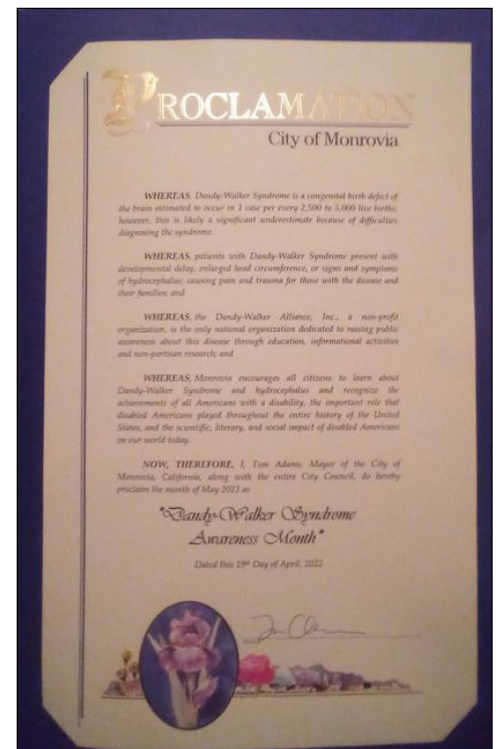 PROCLAMATION
City of Monrovia
WHEREAS, Dandy-Walker Syndrome is a congenital birth defect of
the brain estimated to occur in 1 case per every 2,500 to 5,000 live births,
however, this is likely a significant underestimate because of difficulties
diagnosing the syndrome.
WHEREAS, patients with Dandy-Walker Syndrome present with
developmental delay, enlarged head circumference, or signs and symptoms
of hydrocephalus; causing pain and trauma for those with the disease and
their families; and
WHEREAS, the Dandy-Walker Alliance, Inc., a non-profit
organization, is the only national organization dedicated to raising public
awareness about this disease through education, informational activities
and non-partisan research; and
WHEREAS, Monrovia encourages all citizens to learn about
Dandy-Walker Syndrome and hydrocephalus and recognize the
achievements of all Americans with a disability, the important role that
disabled Americans played throughout the entire history of the United
States, and the scientific, literary, and social impact of disabled Americans
on our world today.
NOW, THEREFORE, I, Tom Adams, Mayor of the City of
Monrovia, California, along with the entire City Council, do hereby
proclaim the month of May 2022 as
"Dandy-Walker Syndrome
Awareness Month"
Dated this 19th Day of April, 2022